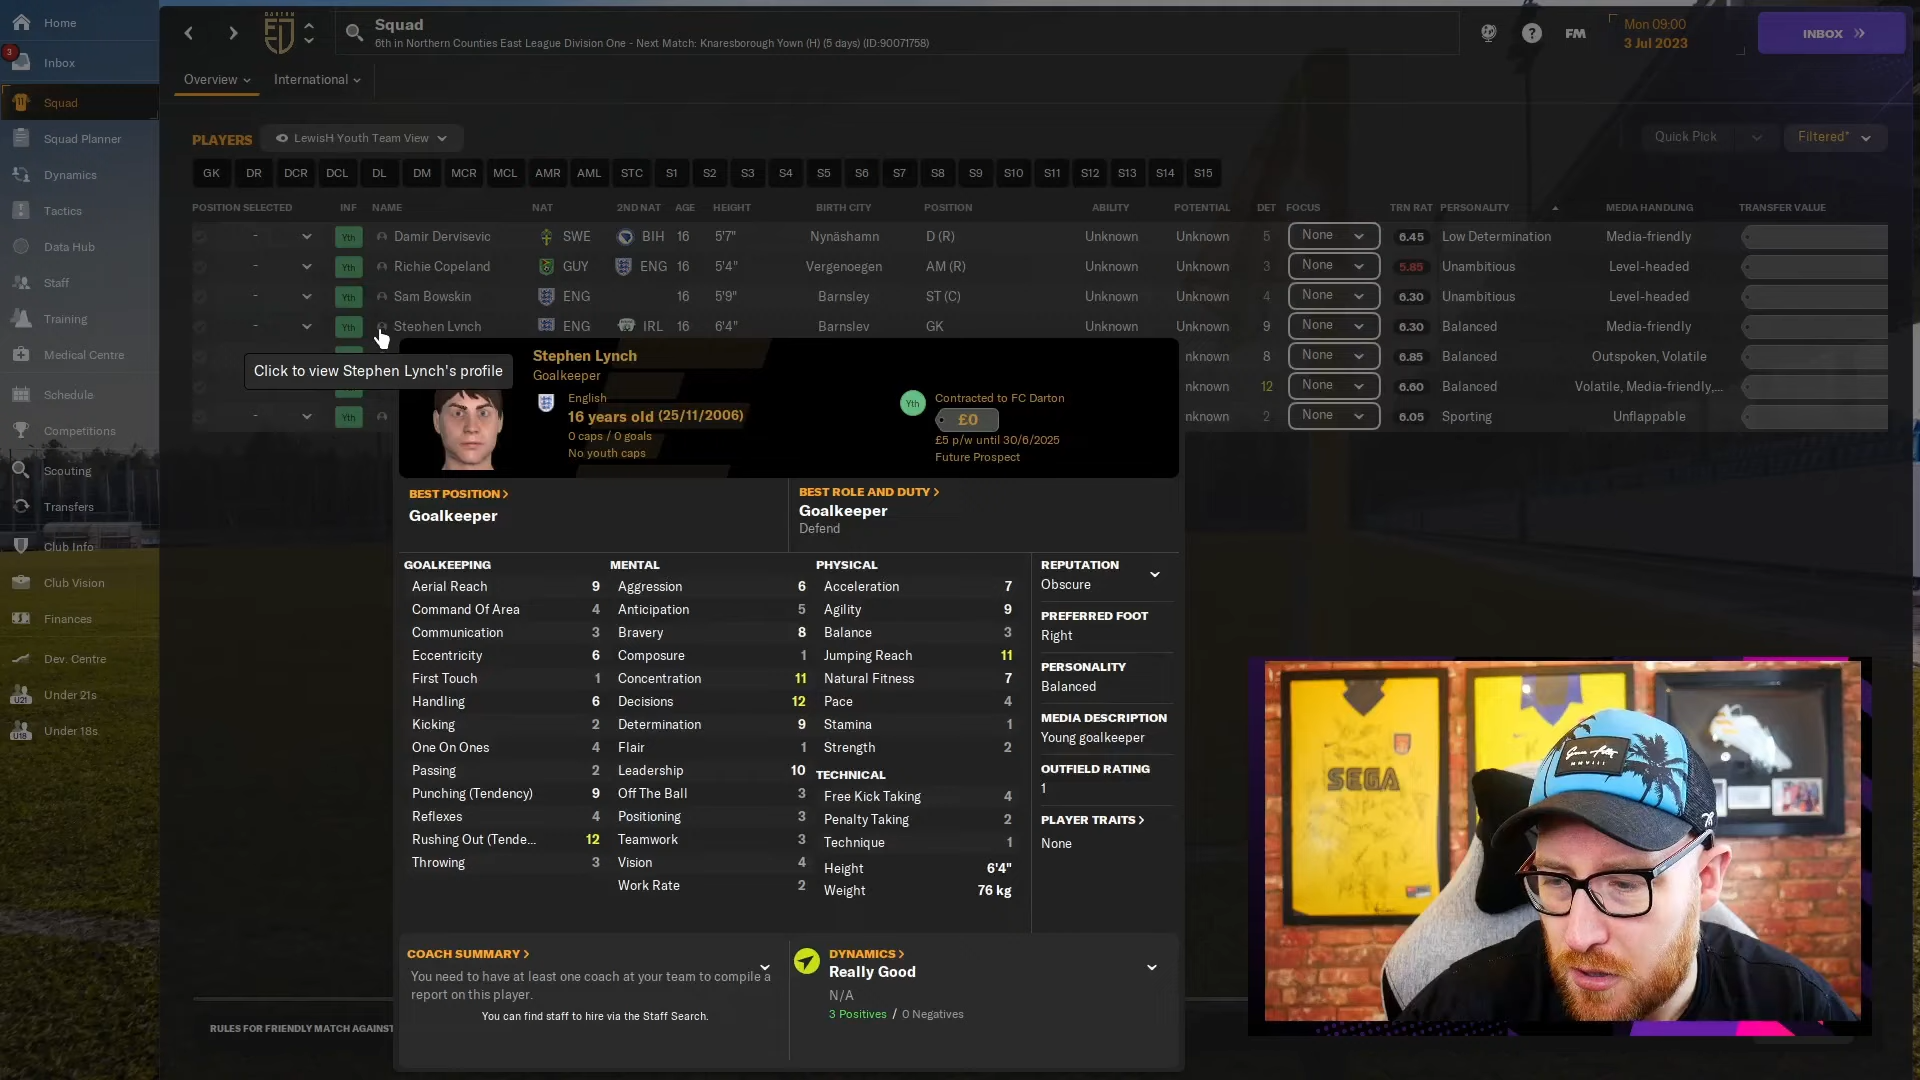 Home
3
Inbox
Squad
Squad Planner
Dynamics
Tactics
Data Hub
Staff
Training
Medical Centre
Schedule
Competitions
Scouting
Transfers
Club Info
Club Vision
Finances
Dev. Centre
U21 Under 21s
U18 Under 18s
Squad
6th in Northern Counties East League Division One - Next Match: Knaresborough Yown (H) (5 days) (ID:90071758)
? FM
Mon 09:00
3 Jul 2023
INBOX
Overview International
PLAYERS LewisH Youth Team View Quick Pick Filtered*
GK DR DCR DCL DL DM MCR MCL AMR AML STC S1 S2 S3 S4 S5 S6 S7 S8 S9 S10 S11 S12 S13 S14 S15
POSITION SELECTED INF NAME NAT 2ND NAT AGE HEIGHT BIRTH CITY POSITION ABILITY POTENTIAL DET FOCUS TRN RAT PERSONALITY MEDIA HANDLING TRANSFER VALUE
- Yth Damir Dervisevic SWE BIH 16 5'7" Nynäshamn D (R) Unknown Unknown 5 None 6.45 Low Determination Media-friendly
- Yth Richie Copeland GUY ENG 16 5'4" Vergenoegen AM (R) Unknown Unknown 3 None 5.85 Unambitious Level-headed
- Yth Sam Bowskin ENG 16 5'9" Barnsley ST (C) Unknown Unknown 4 None 6.30 Unambitious Level-headed
- Yth Stephen Lynch ENG IRL 16 6'4" Barnsley GK Unknown Unknown 9 None 6.30 Balanced Media-friendly
nknown 8 None 6.85 Balanced Outspoken, Volatile
nknown 12 None 6.60 Balanced Volatile, Media-friendly,...
- Yth nknown 2 None 6.05 Sporting Unflappable
Click to view Stephen Lynch's profile
Stephen Lynch
Goalkeeper
English
16 years old (25/11/2006)
0 caps / 0 goals
No youth caps
Yth
Contracted to FC Darton
£0
£5 p/w until 30/6/2025
Future Prospect
BEST POSITION
Goalkeeper
BEST ROLE AND DUTY
Goalkeeper
Defend
GOALKEEPING
Aerial Reach 9
Command Of Area 4
Communication 3
Eccentricity 6
First Touch 1
Handling 6
Kicking 2
One On Ones 4
Passing 2
Punching (Tendency) 9
Reflexes 4
Rushing Out (Tende... 12
Throwing 3
MENTAL
Aggression 6
Anticipation 5
Bravery 8
Composure 1
Concentration 11
Decisions 12
Determination 9
Flair 1
Leadership 10
Off The Ball 3
Positioning 3
Teamwork 3
Vision 4
Work Rate 2
PHYSICAL
Acceleration 7
Agility 9
Balance 3
Jumping Reach 11
Natural Fitness 7
Pace 4
Stamina 1
Strength 2
TECHNICAL
Free Kick Taking 4
Penalty Taking 2
Technique 1
Height 6'4"
Weight 76 kg
REPUTATION
Obscure
PREFERRED FOOT
Right
PERSONALITY
Balanced
MEDIA DESCRIPTION
Young goalkeeper
OUTFIELD RATING
1
PLAYER TRAITS
None
COACH SUMMARY
You need to have at least one coach at your team to compile a
report on this player.
You can find staff to hire via the Staff Search.
DYNAMICS
Really Good
N/A
3 Positives / 0 Negatives
RULES FOR FRIENDLY MATCH AGAINST
SEGA